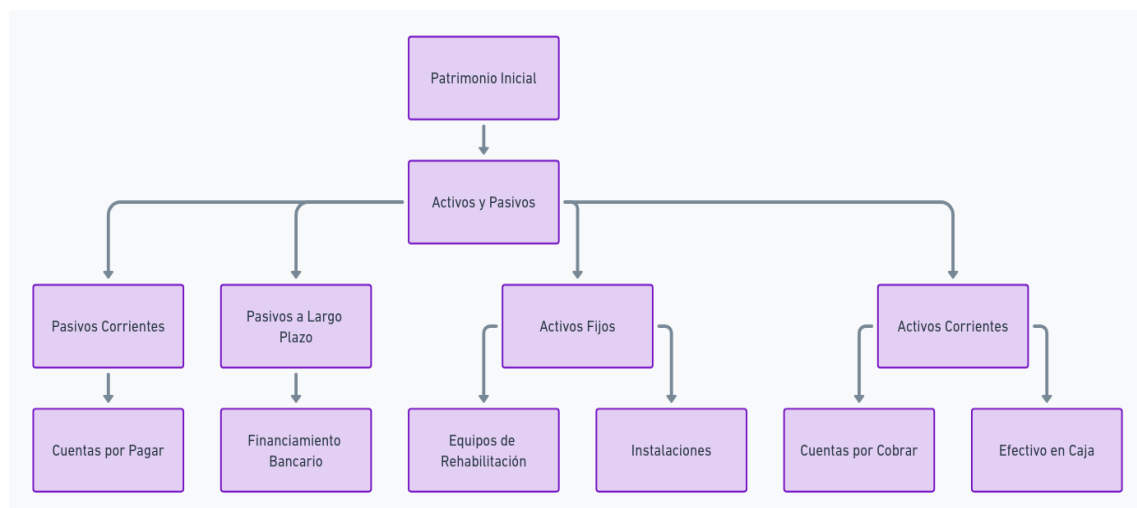 Patrimonio Inicial
Activos y Pasivos
Pasivos Corrientes
Pasivos a Largo
Plazo
Activos Fijos
Activos Corrientes
Cuentas por Pagar
Financiamiento
Bancario
Equipos de
Rehabilitación
Instalaciones
Cuentas por Cobrar
Efectivo en Caja